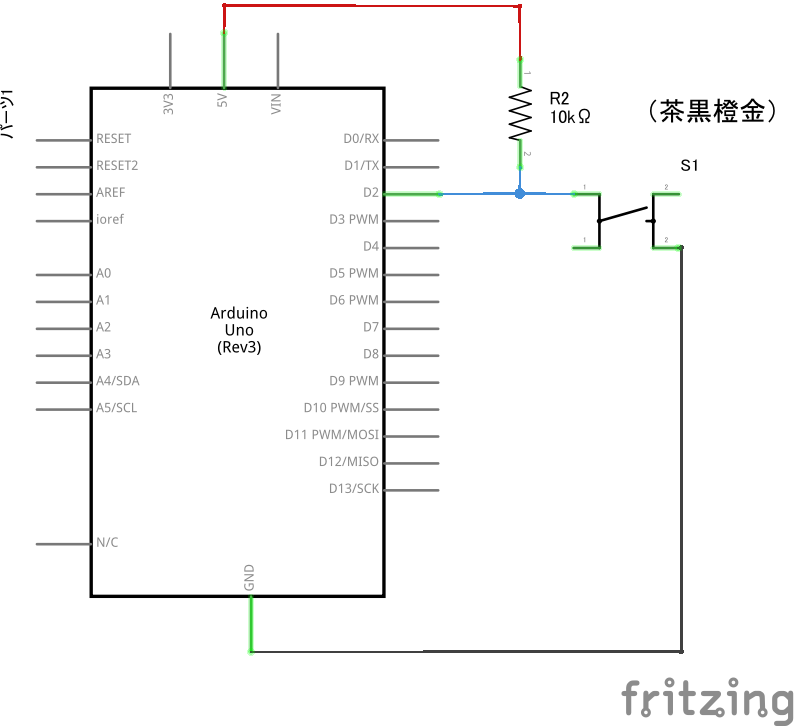 パーツ1
3V3
5V
VIN
RESET
RESET2
AREF
ioref
A0
A1
A2
A3
A4/SDA
A5/SCL
N/C
Arduino
Uno
(Rev3)
D0/RX
D1/TX
D2
D3 PWM
D4
D5 PWM
D6 PWM
D7
D8
D9 PWM
D10 PWM/SS
D11 PWM/MOSI
D12/MISO
D13/SCK
GND
1
R2
10kΩ
2
（茶黒橙金）
S1
1
2
1
2
fritzing